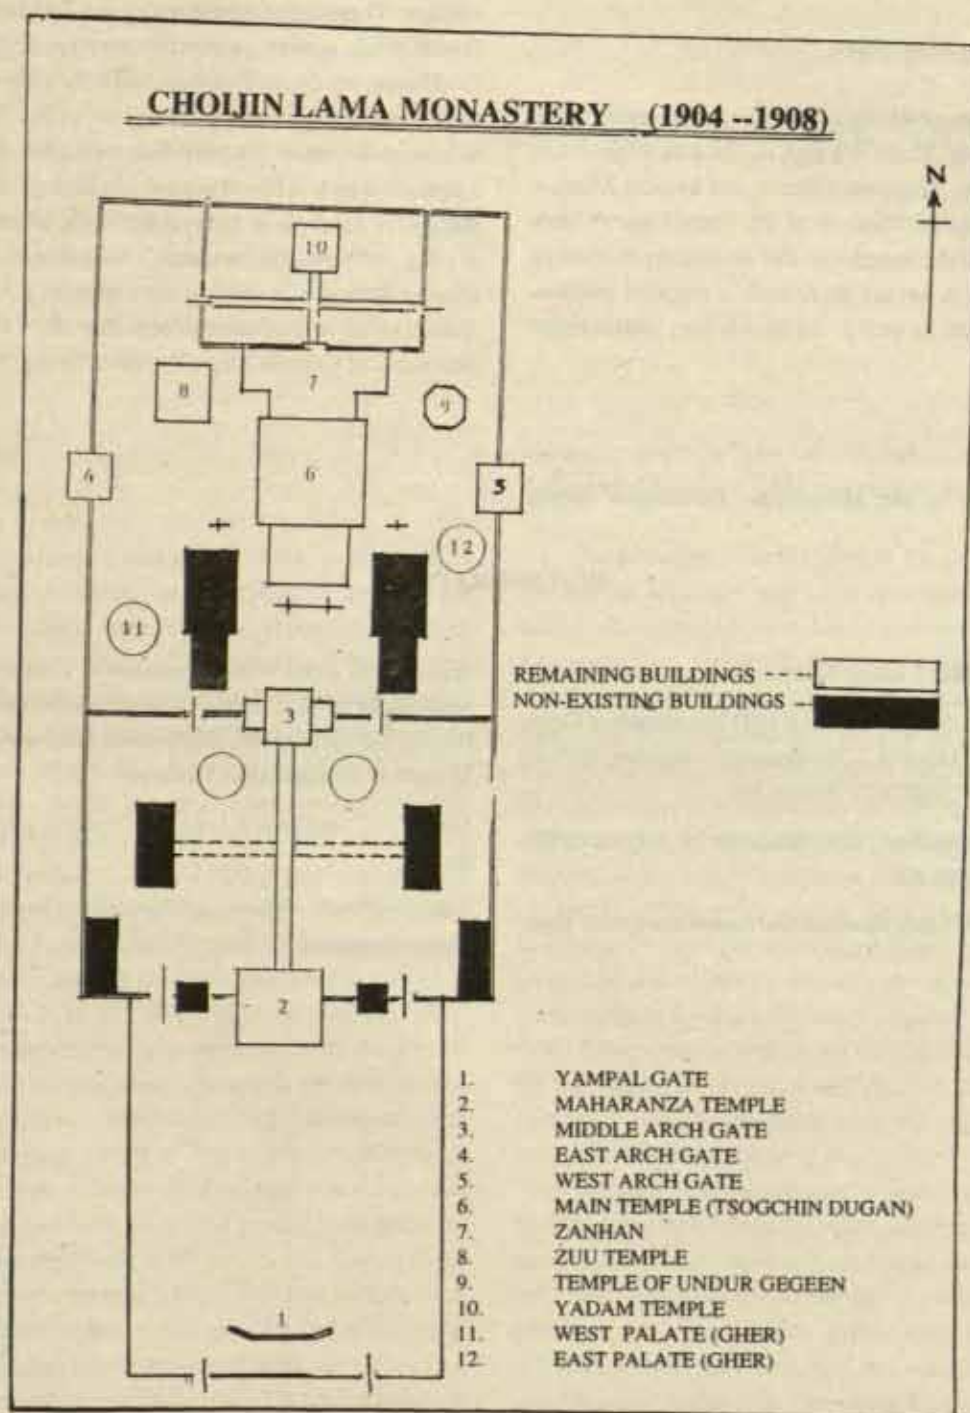 CHOIJIN LAMA MONASTERY (1904 --1908)
N
10
7
8
9
6
4
5
12
11
REMAINING BUILDINGS
NON-EXISTING BUILDINGS
3
2
1. YAMPAL GATE
2. MAHARANZA TEMPLE
3. MIDDLE ARCH GATE
4. EAST ARCH GATE
5. WEST ARCH GATE
6. MAIN TEMPLE (TSOGCHIN DUGAN)
7. ZANHAN
8. ZUU TEMPLE
9. TEMPLE OF UNDUR GEGEEN
10. YADAM TEMPLE
11. WEST PALATE (GHER)
12. EAST PALATE (GHER)
1